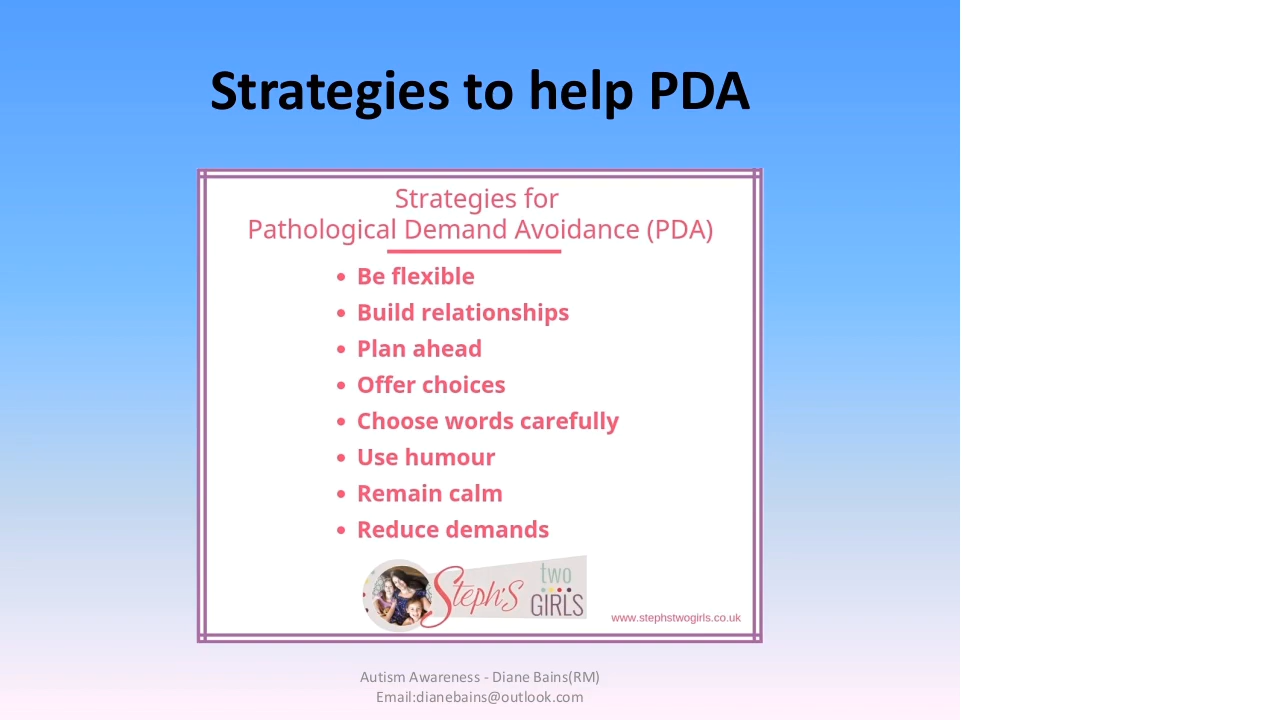 Strategies to help PDA
Strategies for
Pathological Demand Avoidance (PDA)
• Be flexible
• Build relationships
• Plan ahead
• Offer choices
• Choose words carefully
• Use humour
• Remain calm
• Reduce demands
Steph's two GIRLS
www.stephstwogirls.co.uk
Autism Awareness - Diane Bains(RM)
Email:dianebains@outlook.com